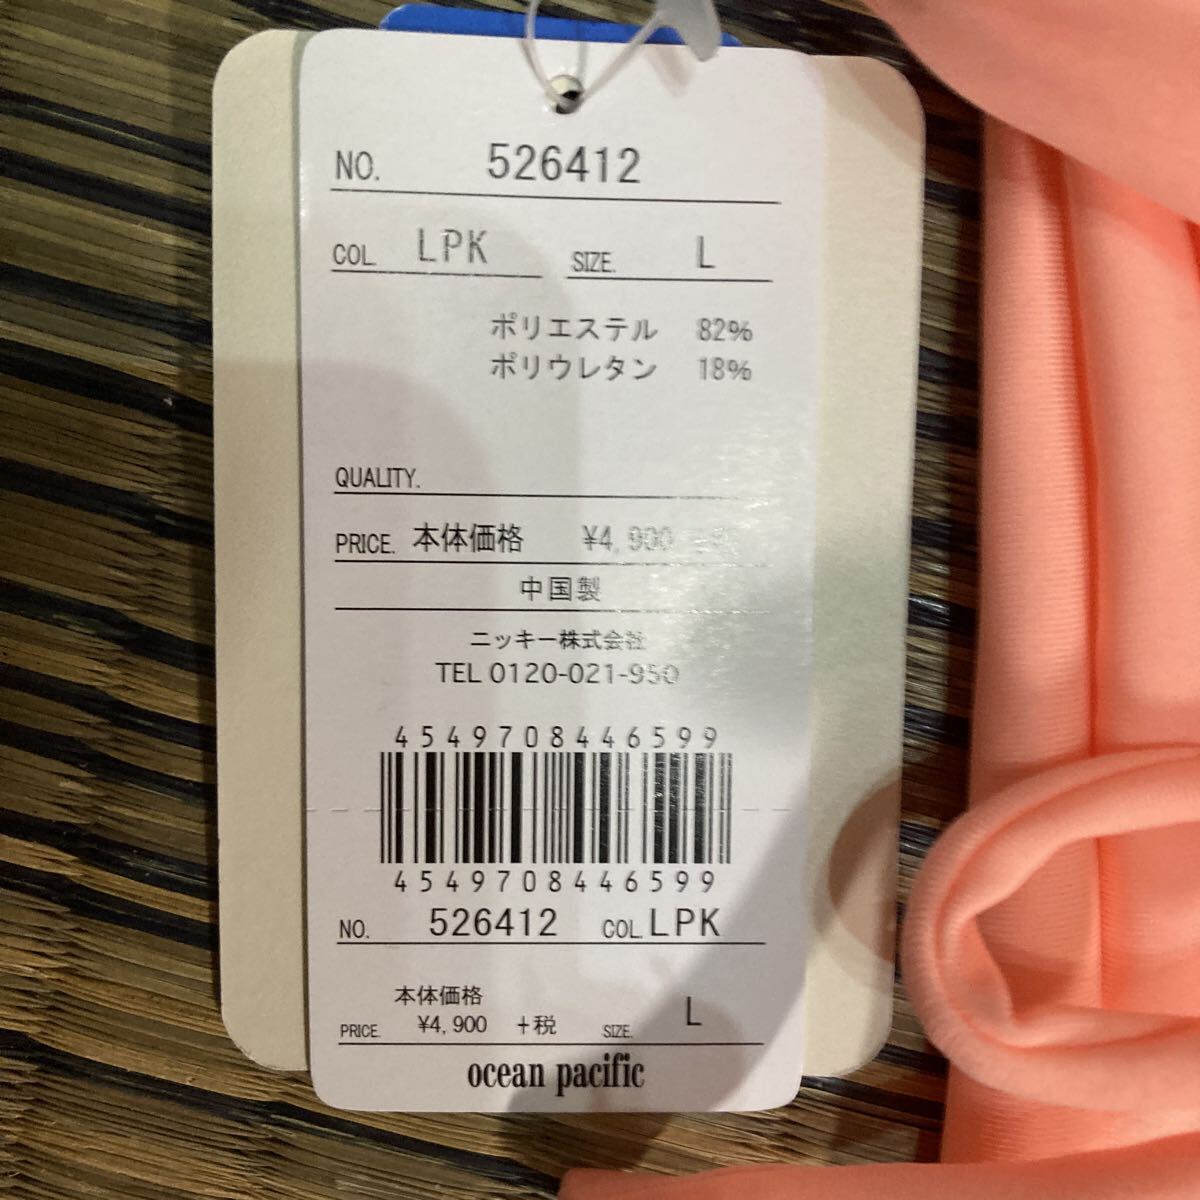 NO. 526412
COL. LPK SIZE. L
ポリエステル 82%
ポリウレタン 18%
QUALITY.
PRICE. 本体価格 ¥4,900
中国製
ニッキー株式会社
TEL 0120-021-950
4549708446599
4549708446599
NO. 526412 COL. LPK
本体価格
PRICE. ¥4,900 +税 SIZE. L
ocean pacific